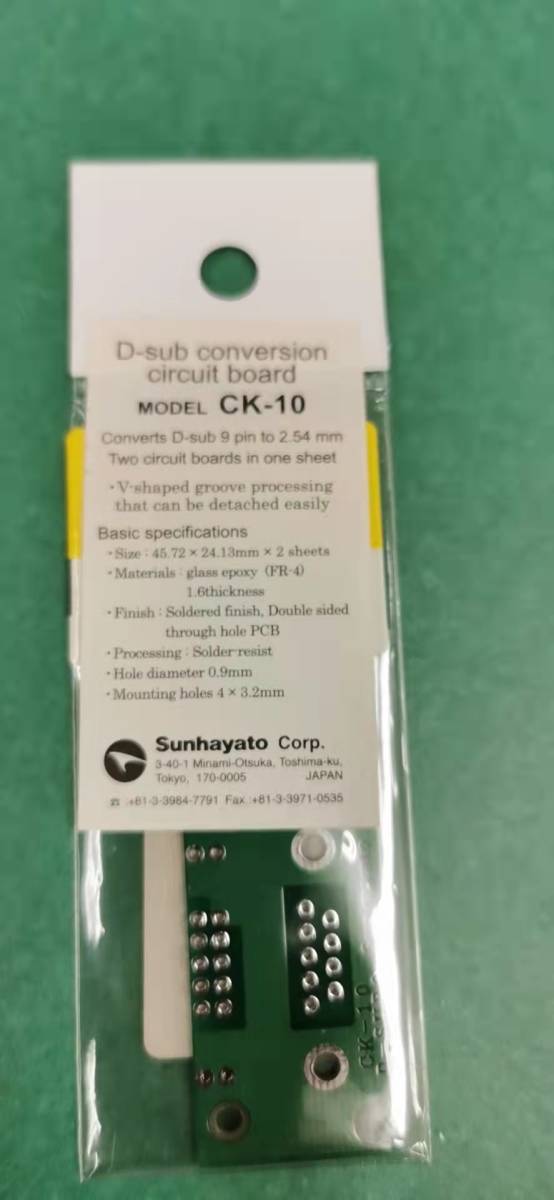 D-sub conversion
circuit board
MODEL CK-10
Converts D-sub 9 pin to 2.54 mm
Two circuit boards in one sheet
・V-shaped groove processing
that can be detached easily
Basic specifications
・Size : 45.72 × 24.13mm × 2 sheets
・Materials : glass epoxy (FR-4)
1.6thickness
・Finish : Soldered finish, Double sided
through hole PCB
・Processing : Solder-resist
・Hole diameter 0.9mm
・Mounting holes 4 × 3.2mm
Sunhayato Corp.
3-40-1 Minami-Otsuka, Toshima-ku,
Tokyo, 170-0005 JAPAN
☎ :+81-3-3984-7791 Fax.:+81-3-3971-0535
CK-10